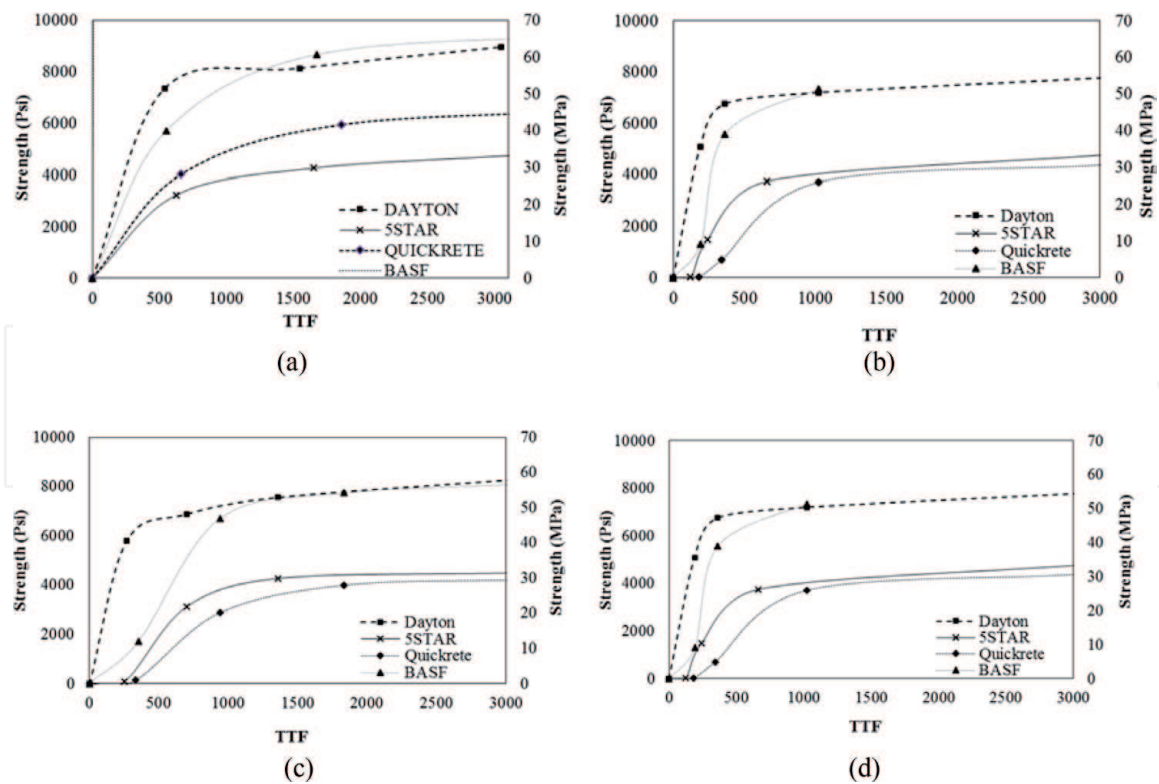 10000
8000
6000
4000
2000
0
Strength (Psi)
70
60
50
40
30
20
10
0
Strength (MPa)
DAYTON
5STAR
QUICKRETE
BASF
0 500 1000 1500 2000 2500 3000
TTF
(a)
10000
8000
6000
4000
2000
0
Strength (Psi)
70
60
50
40
30
20
10
0
Strength (MPa)
Dayton
5STAR
Quickrete
BASF
0 500 1000 1500 2000 2500 3000
TTF
(b)
10000
8000
6000
4000
2000
0
Strength (Psi)
70
60
50
40
30
20
10
0
Strength (MPa)
Dayton
5STAR
Quickrete
BASF
0 500 1000 1500 2000 2500 3000
TTF
(c)
10000
8000
6000
4000
2000
0
Strength (Psi)
70
60
50
40
30
20
10
0
Strength (MPa)
Dayton
5STAR
Quickrete
BASF
0 500 1000 1500 2000 2500 3000
TTF
(d)